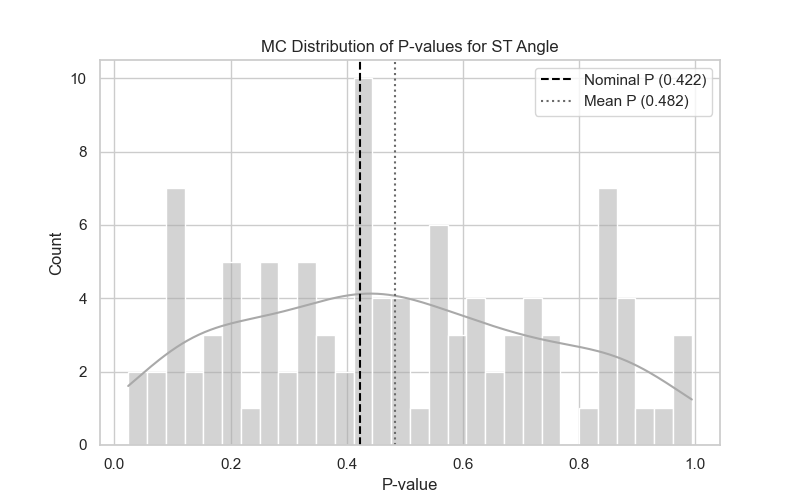 MC Distribution of P-values for ST Angle
Nominal P (0.422)
Mean P (0.482)
Count
10
8
6
4
2
0
0.0 0.2 0.4 0.6 0.8 1.0
P-value